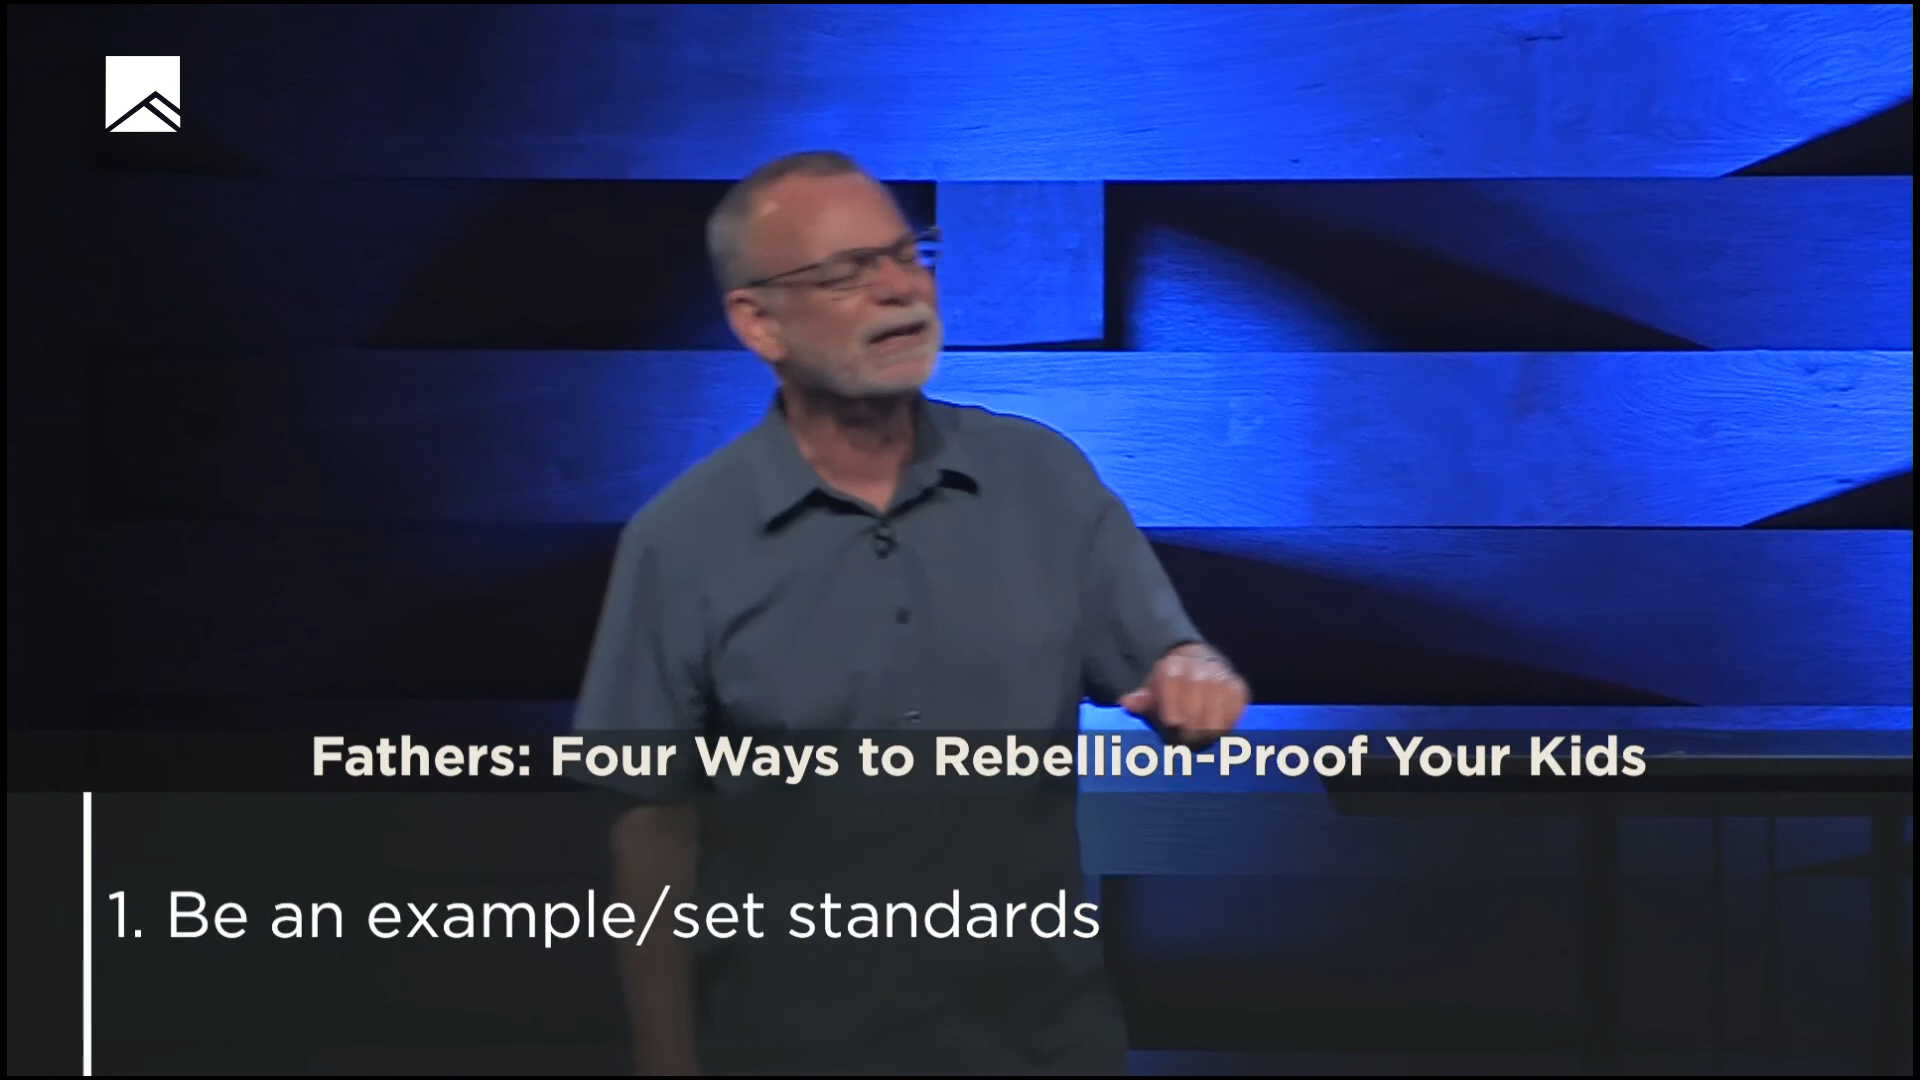 Fathers: Four Ways to Rebellion-Proof Your Kids
1. Be an example/set standards